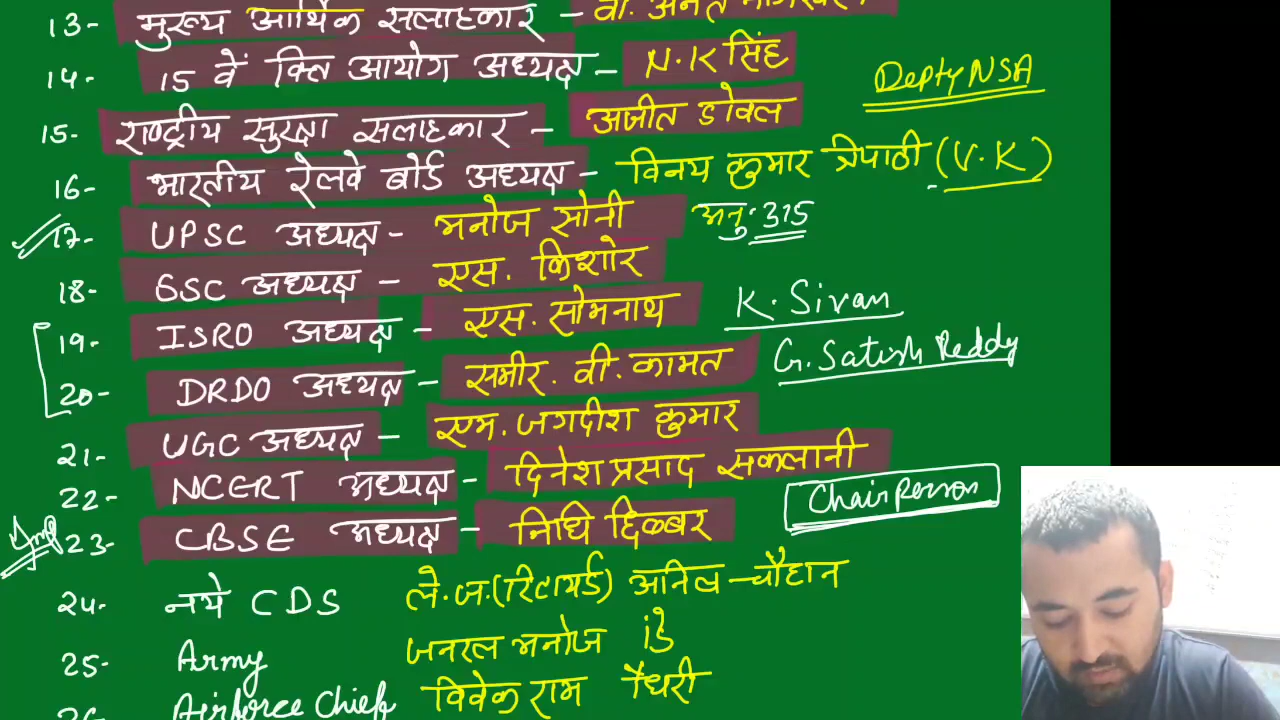 13- मुख्य आर्थिक सलाहकार - वी. अनंत
14- 15 वें वित्त आयोग अध्यक्ष - N.K सिंह
Depty NSA
15- राष्ट्रीय सुरक्षा सलाहकार - अजीत डोवल
16- भारतीय रेलवे बोर्ड अध्यक्ष - विनय कुमार त्रिपाठी (V.K)
17- UPSC अध्यक्ष - मनोज सोनी अनु. 315
18- SSC अध्यक्ष - एस. किशोर
19- ISRO अध्यक्ष - एस. सोमनाथ K. Sivan
20- DRDO अध्यक्ष - समीर. वी. कामत G. Satish Reddy
21- UGC अध्यक्ष - एम. जगदीश कुमार
22- NCERT अध्यक्ष - दिनेश प्रसाद सकलानी
Imp 23- CBSE अध्यक्ष - निधि छिब्बर Chairperson
24- नये CDS ले. ज. (रिटायर्ड) अनिल चौहान
25- Army जनरल मनोज
26- Airforce Chief विवेक राम चौधरी